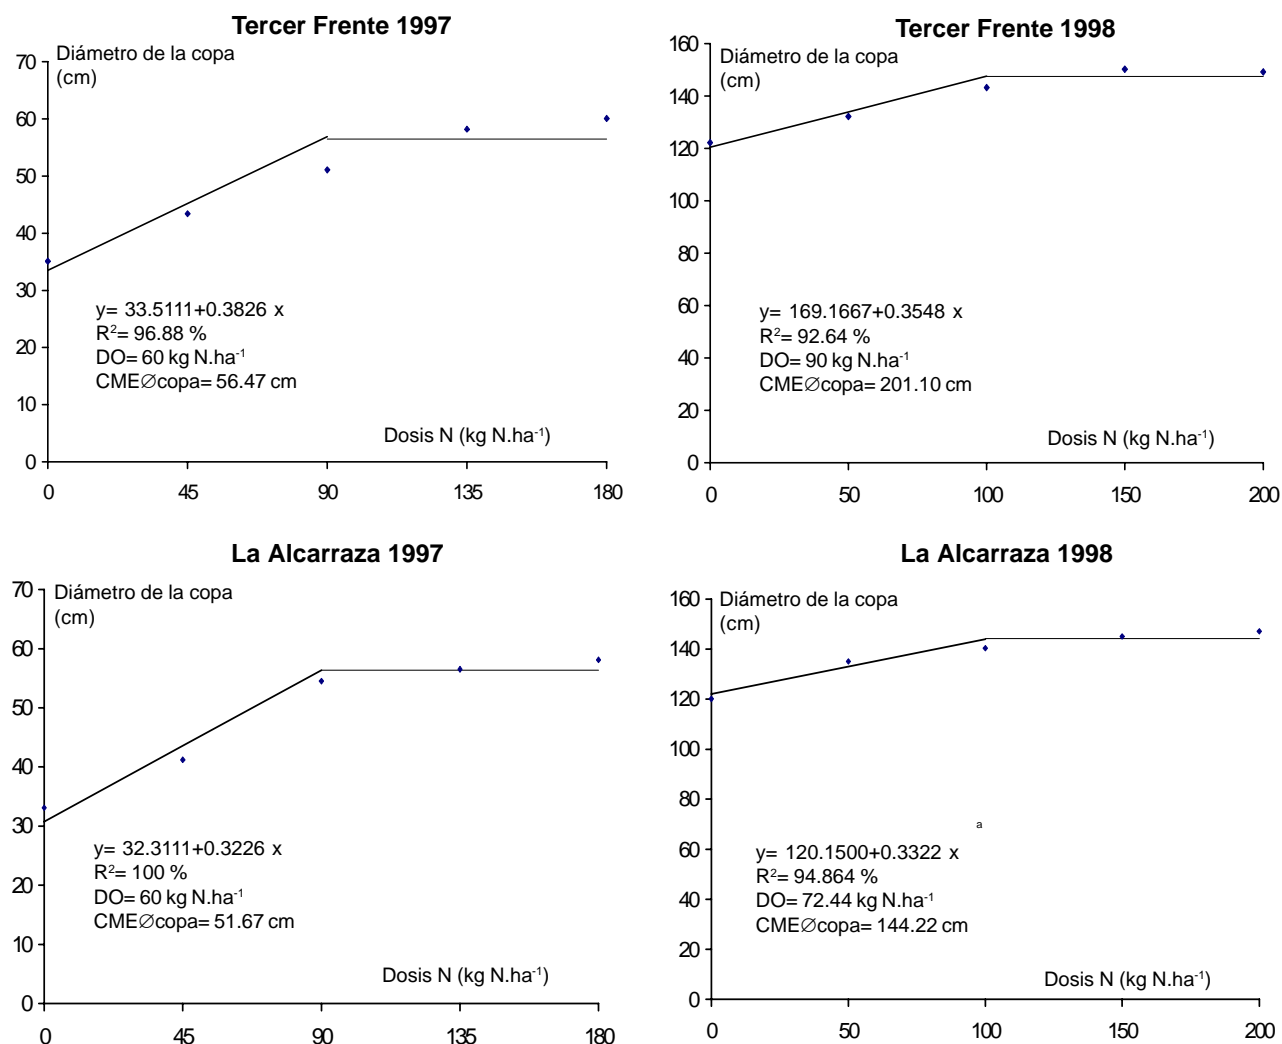 Tercer Frente 1997
Diámetro de la copa
(cm)
70
60
50
40
30
20
10
0
y= 33.5111+0.3826 x
R²= 96.88 %
DO= 60 kg N.ha⁻¹
CME∅copa= 56.47 cm
Dosis N (kg N.ha⁻¹)
0 45 90 135 180
Tercer Frente 1998
Diámetro de la copa
(cm)
160
140
120
100
80
60
40
20
0
y= 169.1667+0.3548 x
R²= 92.64 %
DO= 90 kg N.ha⁻¹
CME∅copa= 201.10 cm
Dosis N (kg N.ha⁻¹)
0 50 100 150 200
La Alcarraza 1997
Diámetro de la copa
(cm)
70
60
50
40
30
20
10
0
y= 32.3111+0.3226 x
R²= 100 %
DO= 60 kg N.ha⁻¹
CME∅copa= 51.67 cm
Dosis N (kg N.ha⁻¹)
0 45 90 135 180
La Alcarraza 1998
Diámetro de la copa
(cm)
160
140
120
100
80
60
40
20
0
a
y= 120.1500+0.3322 x
R²= 94.864 %
DO= 72.44 kg N.ha⁻¹
CME∅copa= 144.22 cm
Dosis N (kg N.ha⁻¹)
0 50 100 150 200